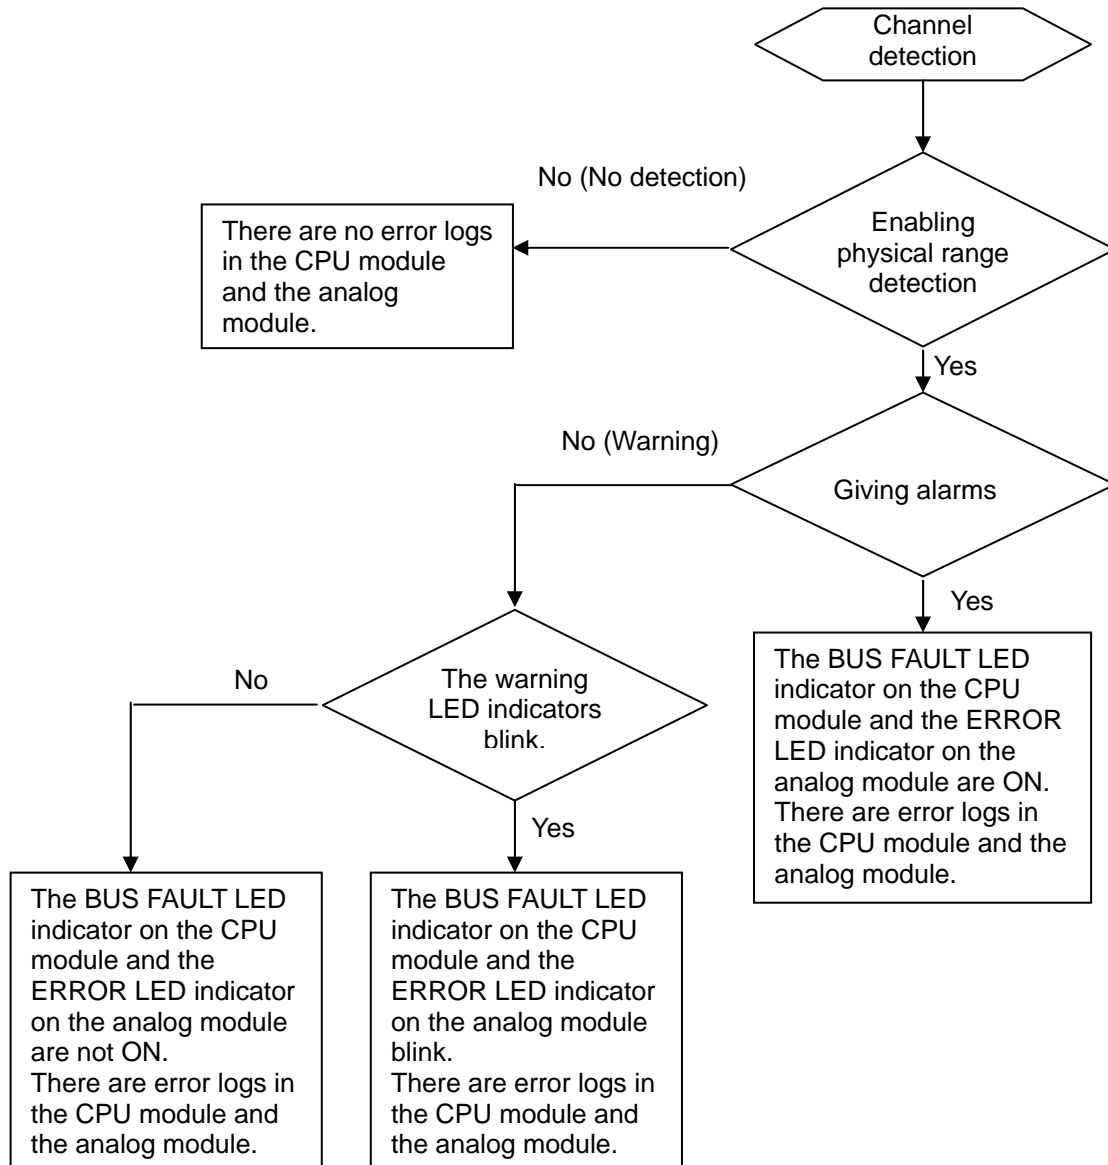 Channel
detection
No (No detection)
There are no error logs
in the CPU module
and the analog
module.
Enabling
physical range
detection
Yes
No (Warning)
Giving alarms
Yes
The BUS FAULT LED
indicator on the CPU
module and the ERROR
LED indicator on the
analog module are ON.
There are error logs in
the CPU module and the
analog module.
No
The warning
LED indicators
blink.
Yes
The BUS FAULT LED
indicator on the CPU
module and the
ERROR LED indicator
on the analog module
are not ON.
There are error logs in
the CPU module and
the analog module.
The BUS FAULT LED
indicator on the CPU
module and the
ERROR LED indicator
on the analog module
blink.
There are error logs in
the CPU module and
the analog module.